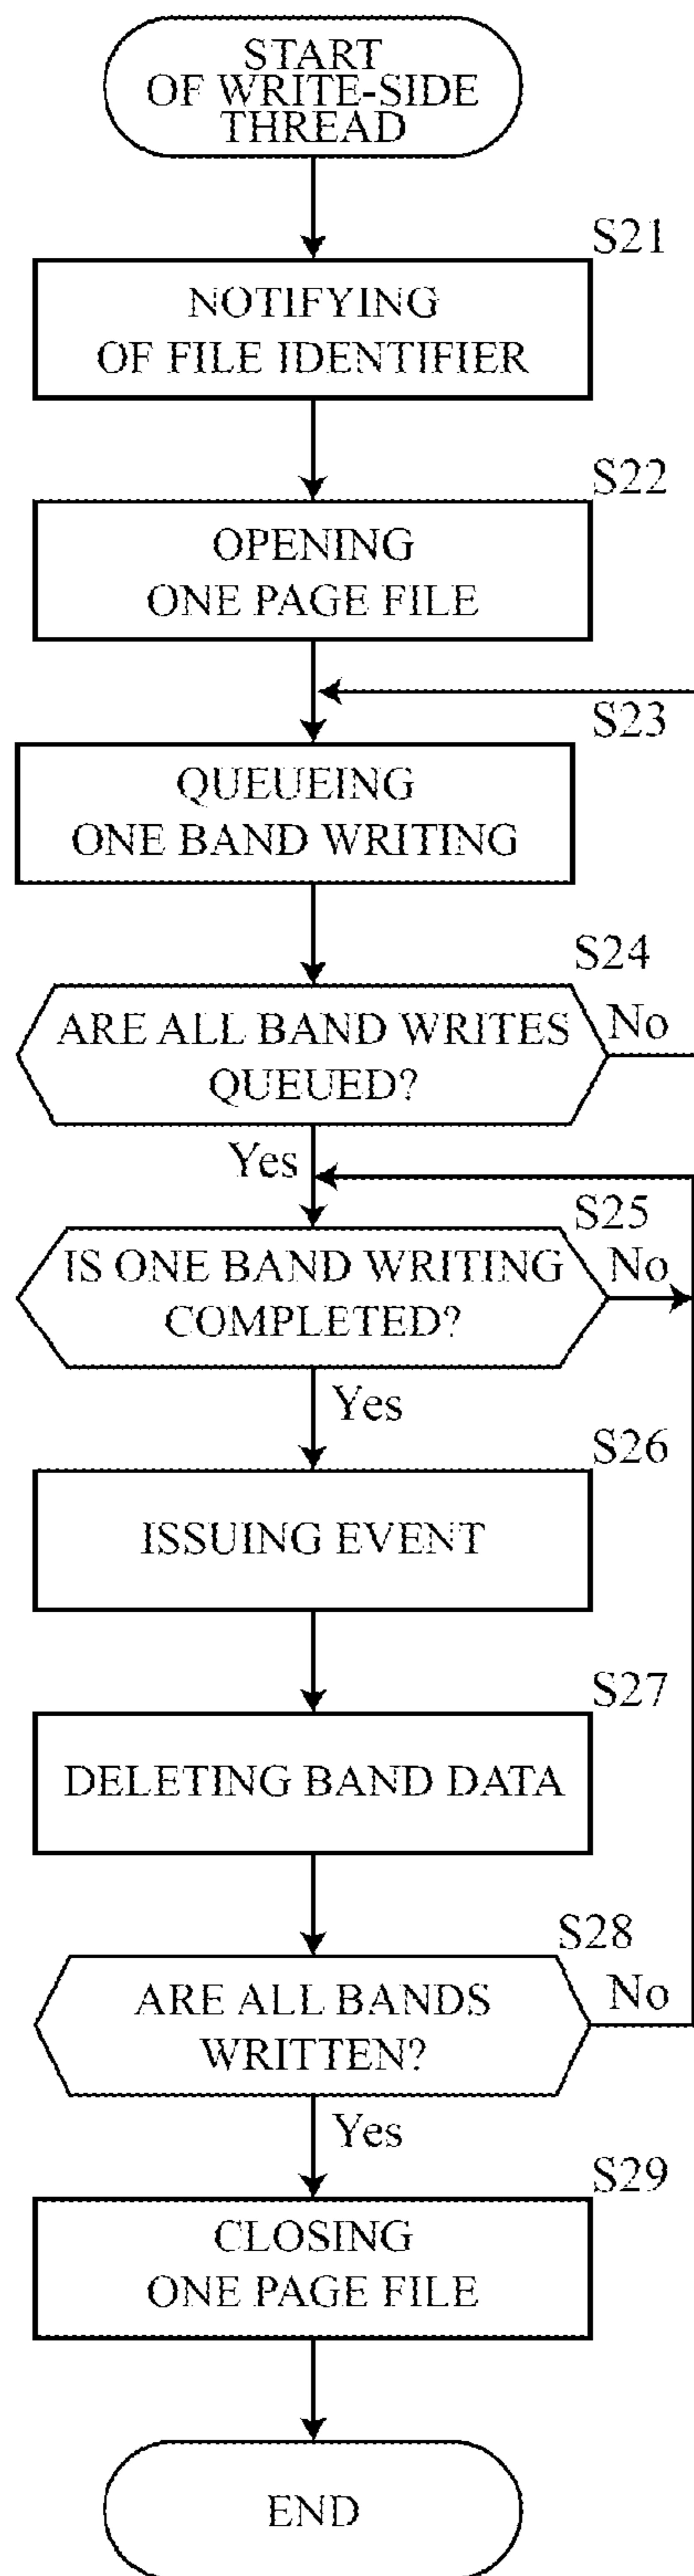 START
OF WRITE-SIDE
THREAD
S21
NOTIFYING
OF FILE IDENTIFIER
S22
OPENING
ONE PAGE FILE
S23
QUEUEING
ONE BAND WRITING
S24
ARE ALL BAND WRITES
QUEUED?
No
Yes
S25
IS ONE BAND WRITING
COMPLETED?
No
Yes
S26
ISSUING EVENT
S27
DELETING BAND DATA
S28
ARE ALL BANDS
WRITTEN?
No
Yes
S29
CLOSING
ONE PAGE FILE
END